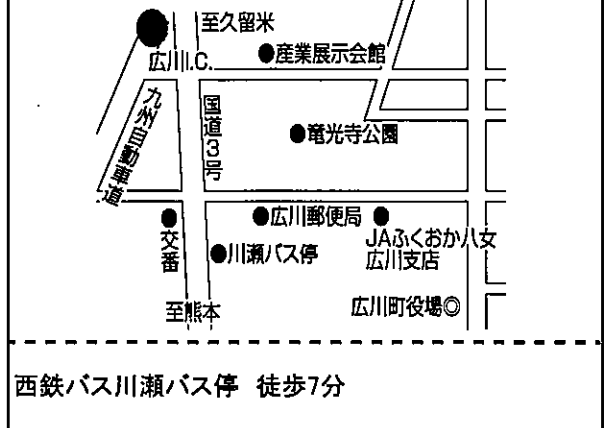 至久留米
広川I.C.
●産業展示会館
九州自動車道
国道3号
●竜光寺公園
●広川郵便局
交番
●川瀬バス停
JAふくおか八女
広川支店
至熊本
広川町役場◎
西鉄バス川瀬バス停 徒歩7分